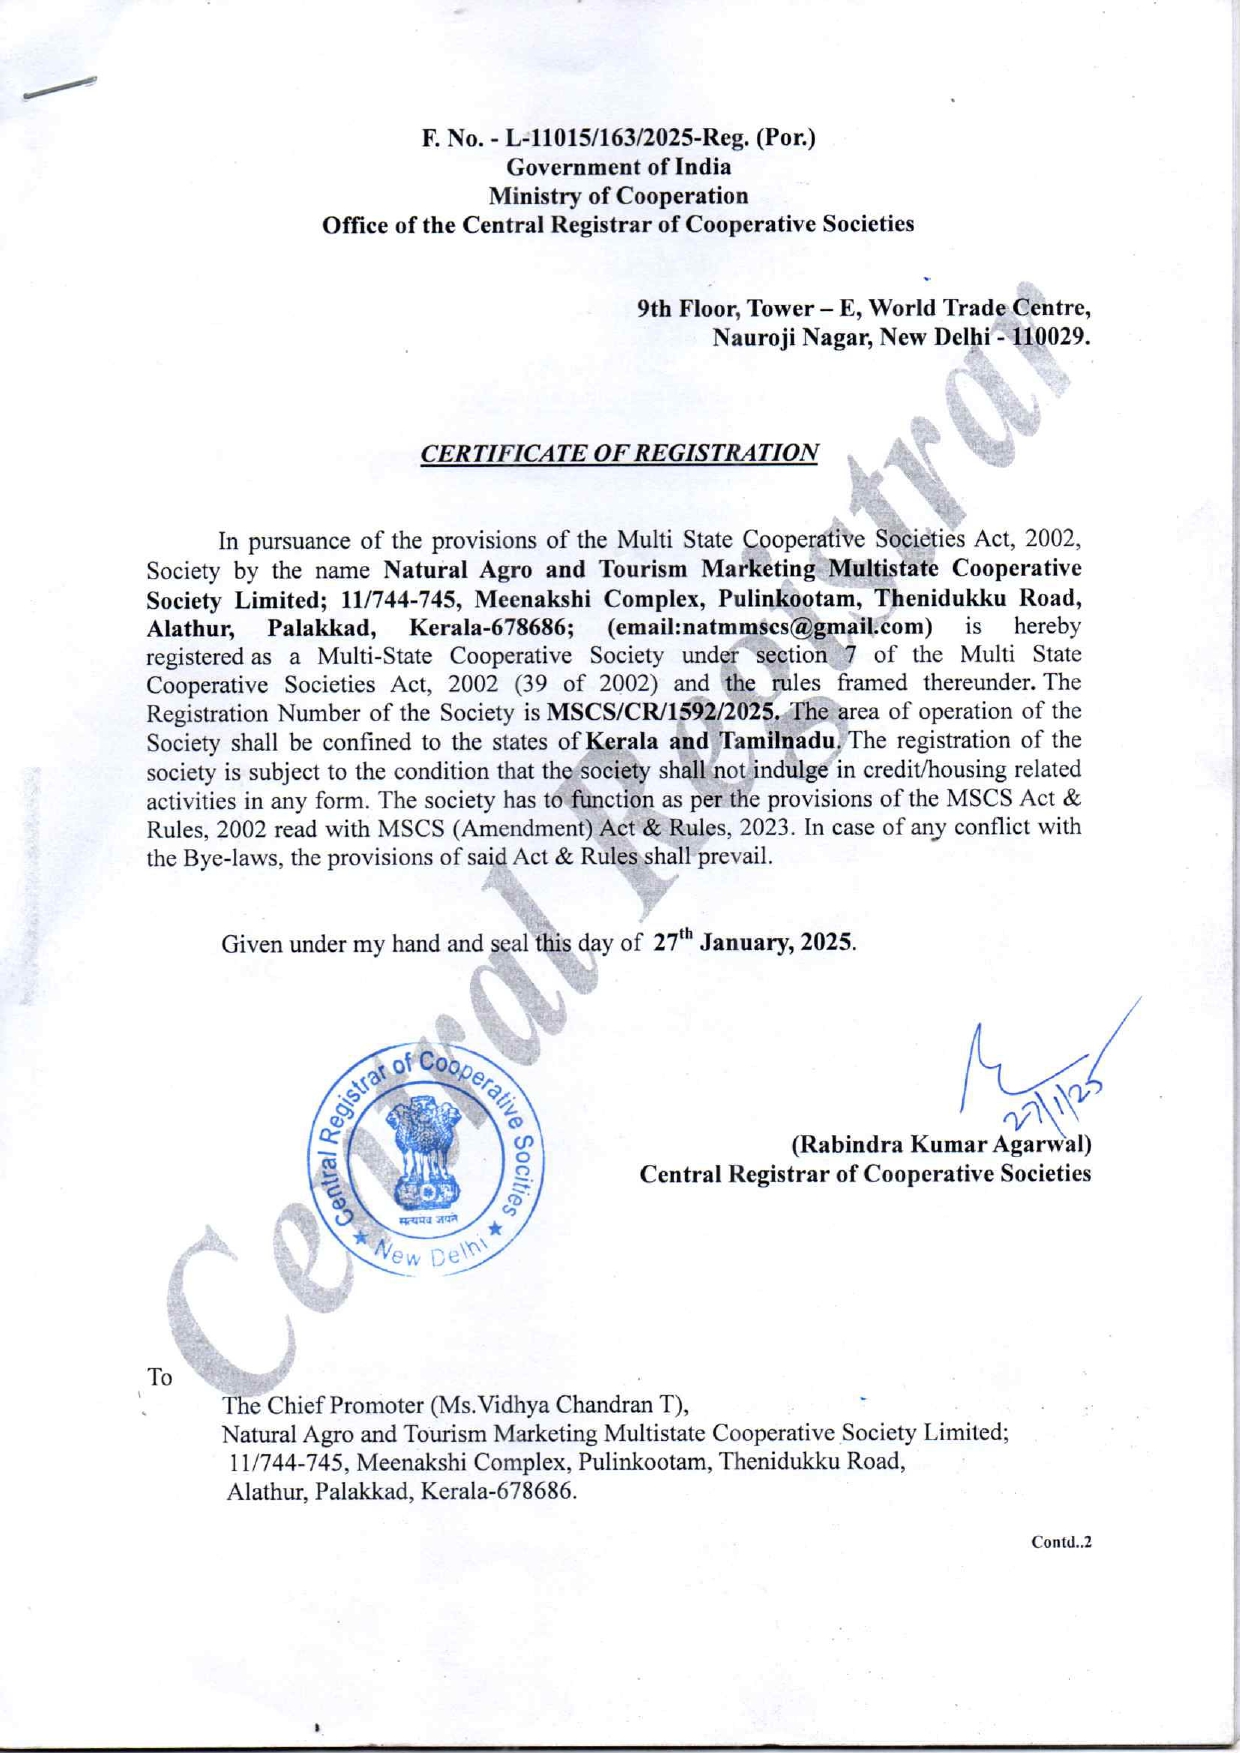 F. No. - L-11015/163/2025-Reg. (Por.)
Government of India
Ministry of Cooperation
Office of the Central Registrar of Cooperative Societies
9th Floor, Tower – E, World Trade Centre,
Nauroji Nagar, New Delhi - 110029.
CERTIFICATE OF REGISTRATION
In pursuance of the provisions of the Multi State Cooperative Societies Act, 2002,
Society by the name Natural Agro and Tourism Marketing Multistate Cooperative
Society Limited; 11/744-745, Meenakshi Complex, Pulinkootam, Thenidukku Road,
Alathur, Palakkad, Kerala-678686; (email:natmmscs@gmail.com) is hereby
registered as a Multi-State Cooperative Society under section 7 of the Multi State
Cooperative Societies Act, 2002 (39 of 2002) and the rules framed thereunder. The
Registration Number of the Society is MSCS/CR/1592/2025. The area of operation of the
Society shall be confined to the states of Kerala and Tamilnadu. The registration of the
society is subject to the condition that the society shall not indulge in credit/housing related
activities in any form. The society has to function as per the provisions of the MSCS Act &
Rules, 2002 read with MSCS (Amendment) Act & Rules, 2023. In case of any conflict with
the Bye-laws, the provisions of said Act & Rules shall prevail.
Given under my hand and seal this day of 27th January, 2025.
Central Registrar
Central Registrar of Cooperative Socities
सत्यमेव जयते
★ New Delhi ★
27/1/25
(Rabindra Kumar Agarwal)
Central Registrar of Cooperative Societies
To
The Chief Promoter (Ms.Vidhya Chandran T),
Natural Agro and Tourism Marketing Multistate Cooperative Society Limited;
11/744-745, Meenakshi Complex, Pulinkootam, Thenidukku Road,
Alathur, Palakkad, Kerala-678686.
Contd..2